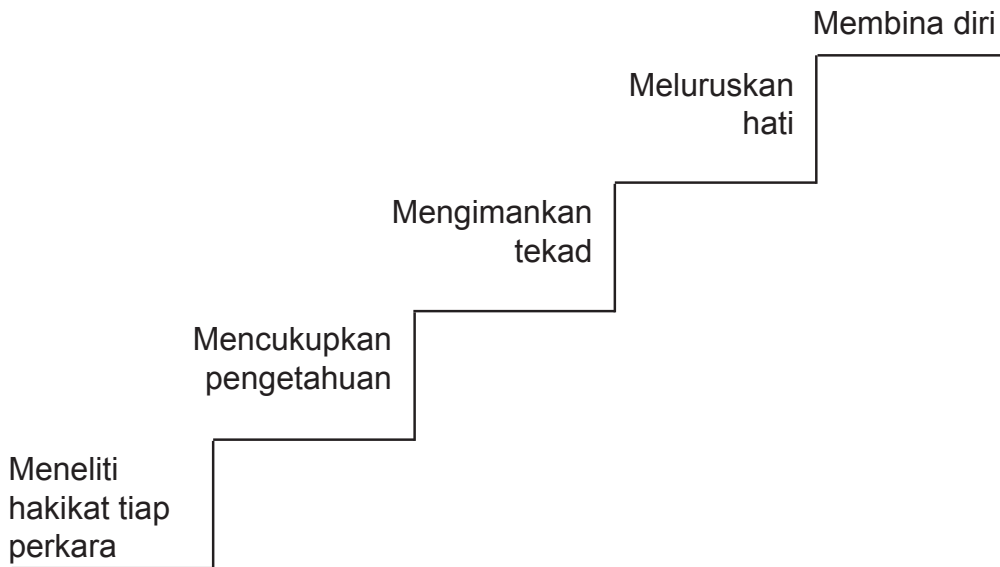 Membina diri
Meluruskan
hati
Mengimankan
tekad
Mencukupkan
pengetahuan
Meneliti
hakikat tiap
perkara